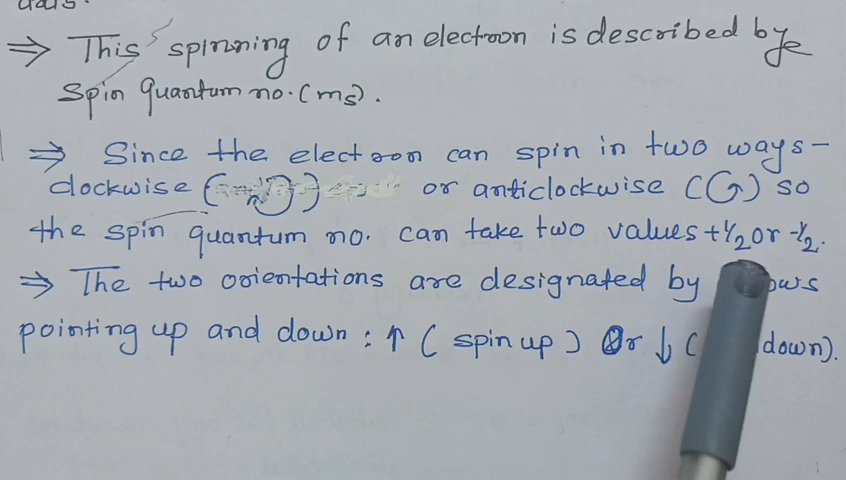 ⇒ This spinning of an electron is described by
Spin Quantum no. (ms).
⇒ Since the electron can spin in two ways-
clockwise ( ) or anticlockwise ( ) so
the spin quantum no. can take two values +1/2 or -1/2.
⇒ The two orientations are designated by
pointing up and down : ↑ ( spin up ) Or ↓ ( down).